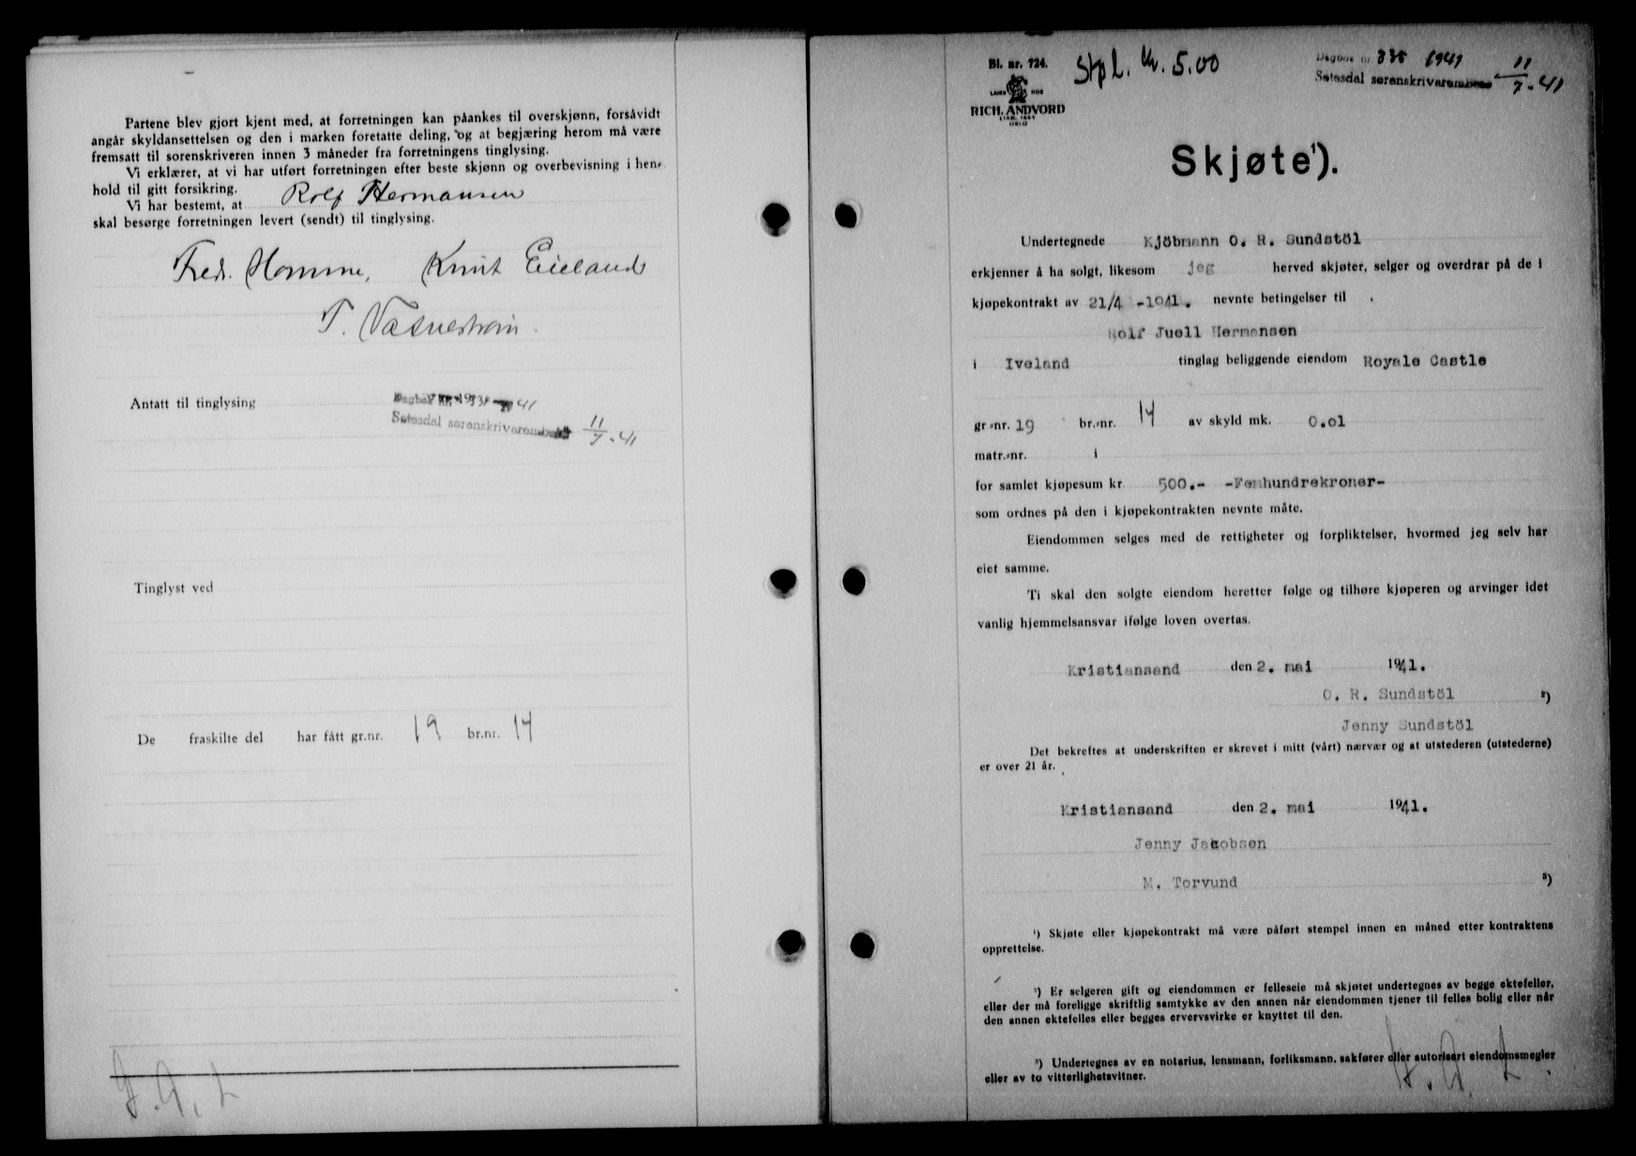 Partene blev gjort kjent med, at forretningen kan påankes til overskjønn, forsåvidt
angår skyldansettelsen og den i marken foretatte deling, og at begjæring herom må være
fremsatt til sorenskriveren innen 3 måneder fra forretningens tinglysing.
Vi erklærer, at vi har utført forretningen efter beste skjønn og overbevisning i hen-
hold til gitt forsikring.
Vi har bestemt, at Rolf Hermansen
skal besørge forretningen levert (sendt) til tinglysing.
Fredr. Homme, Knut Eieland
T.
Antatt til tinglysing
Dagbok nr. 41
Setesdal sorenskriverembede 11/7-41
Tinglyst ved
De fraskilte del har fått gr.nr. 19 br.nr. 14
Bl. nr. 724.
Stpl. kr. 5.00
Dagbok nr 335 1941
Setesdal sorenskriverembede 11/7-41
RICH. ANDVORD
OSLO
Skjøte¹).
Undertegnede Kjöbmann O. R. Sundstöl
erkjenner å ha solgt, likesom jeg herved skjøter, selger og overdrar på de i
kjøpekontrakt av 21/4 -1941. nevnte betingelser til
Rolf Juell Hermansen
i Iveland tinglag beliggende eiendom Royale Castle
gr.nr. 19 br.nr. 14 av skyld mk. 0.01
matr.nr. i
for samlet kjøpesum kr 500.- -Femhundrekroner-
som ordnes på den i kjøpekontrakten nevnte måte.
Eiendommen selges med de rettigheter og forpliktelser, hvormed jeg selv har
eiet samme.
Ti skal den solgte eiendom heretter følge og tilhøre kjøperen og arvinger idet
vanlig hjemmelsansvar ifølge loven overtas.
Kristiansand den 2. mai 1941.
O. R. Sundstöl ²)
Jenny Sundstöl
Det bekreftes at underskriften er skrevet i mitt (vårt) nærvær og at utstederen (utstederne)
er over 21 år.
Kristiansand den 2. mai 1941.
Jenny Jacobsen
M. Torvund ³)
¹) Skjøte eller kjøpekontrakt må være påført stempel innen en måned etter kontraktens
opprettelse.
²) Er selgeren gift og eiendommen er felleseie må skjøtet undertegnes av begge ektefeller,
eller der må foreligge skriftlig samtykke av den annen når eiendommen tjener til felles bolig eller når
den annen ektefelles eller begges ervervsvirke er knyttet til den.
³) Undertegnes av en notarius, lensmann, forliksmann, sakfører eller autorisert eiendomsmegler
eller av to vitterlighetsvitner.